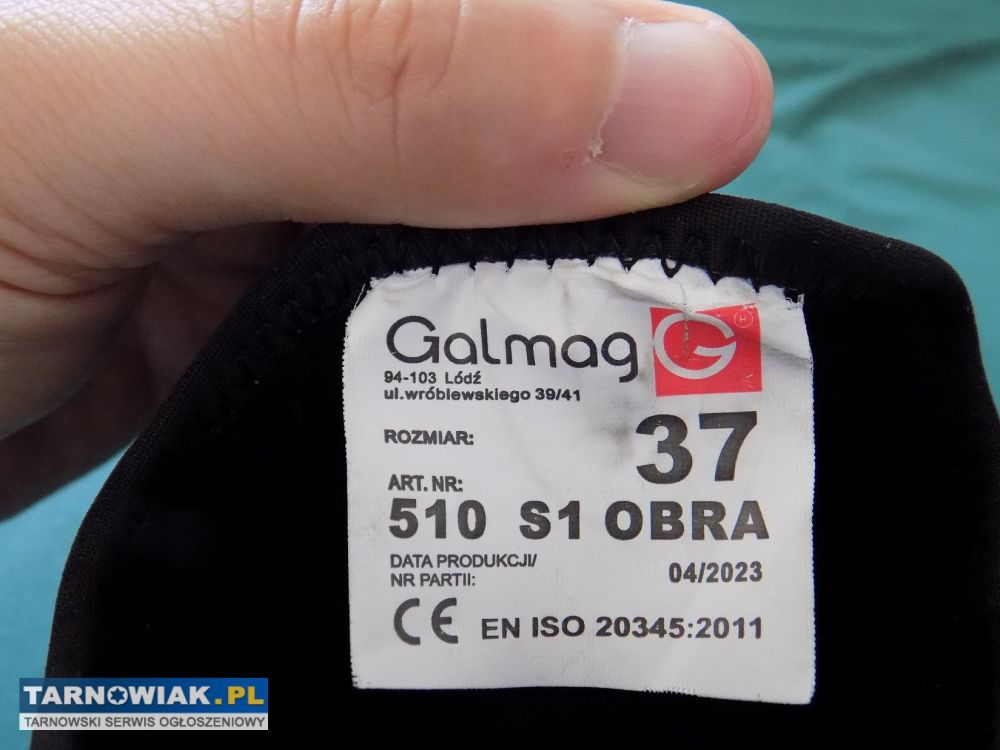 Galmag G ®
94-103 Łódź
ul.wróblewskiego 39/41
ROZMIAR: 37
ART. NR:
510 S1 OBRA
DATA PRODUKCJI/
NR PARTII: 04/2023
CE EN ISO 20345:2011
TARNOWIAK.PL
TARNOWSKI SERWIS OGŁOSZENIOWY